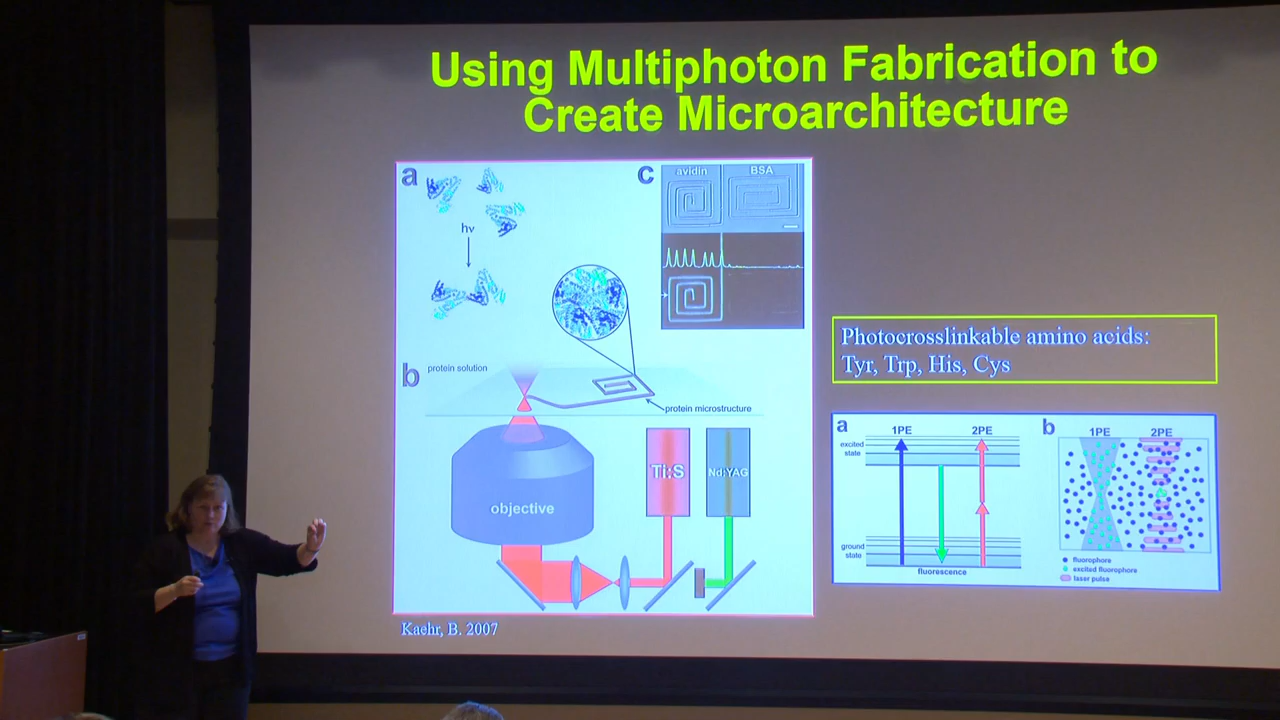 Using Multiphoton Fabrication to
Create Microarchitecture
a
hν
c
avidin
BSA
b
protein solution
protein microstructure
objective
Ti:S
Nd:YAG
Kaehr, B. 2007
Photocrosslinkable amino acids:
Tyr, Trp, His, Cys
a
1PE
2PE
excited
state
ground
state
fluorescence
b
1PE
2PE
fluorophore
excited fluorophore
laser pulse